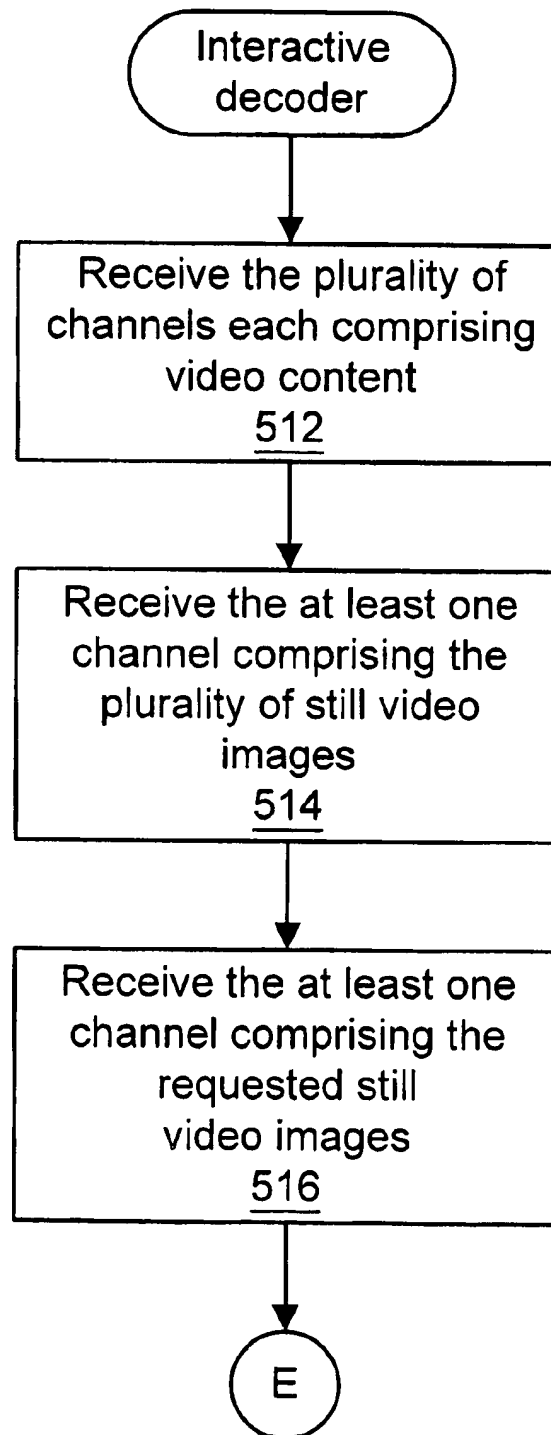 Interactive
decoder
Receive the plurality of
channels each comprising
video content
512
Receive the at least one
channel comprising the
plurality of still video
images
514
Receive the at least one
channel comprising the
requested still
video images
516
E